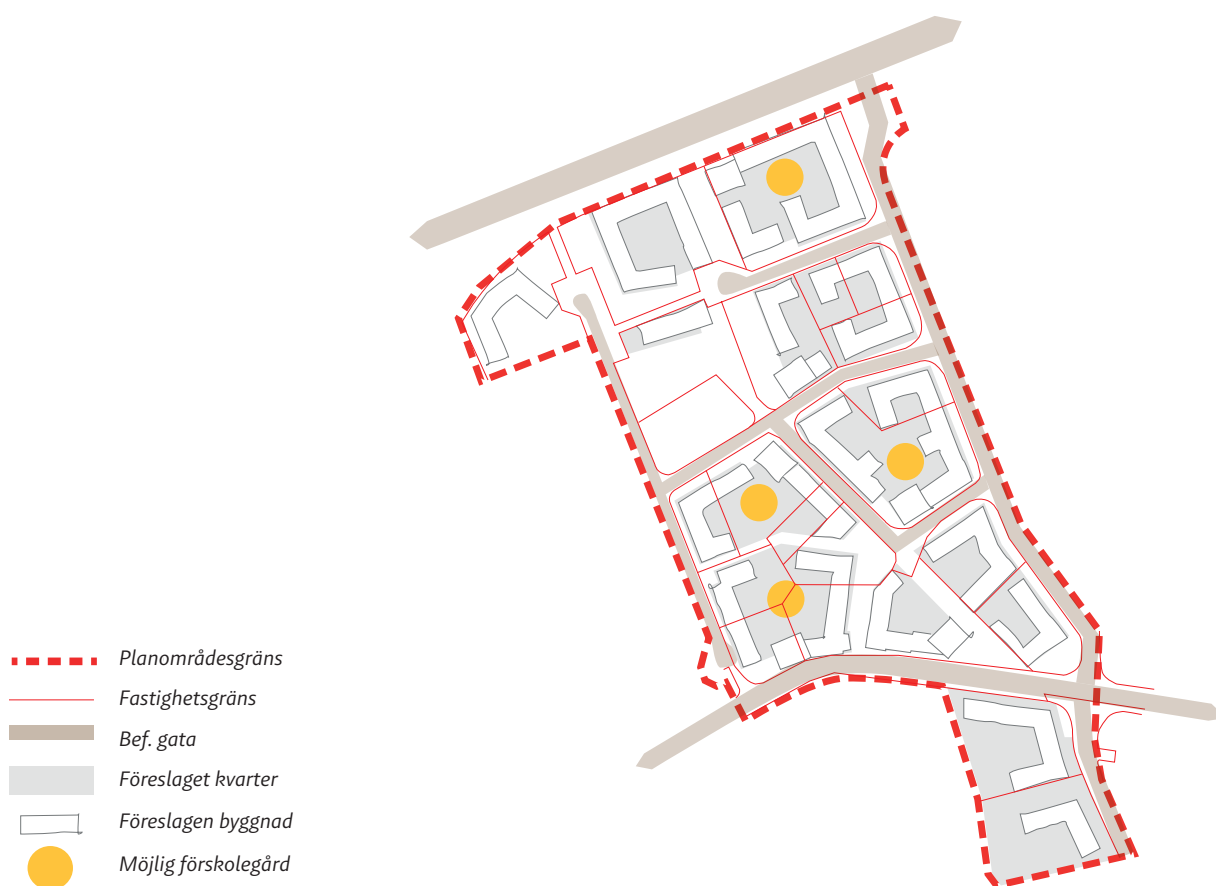 Planområdesgräns
Fastighetsgräns
Bef. gata
Föreslaget kvarter
Föreslagen byggnad
Möjlig förskolegård